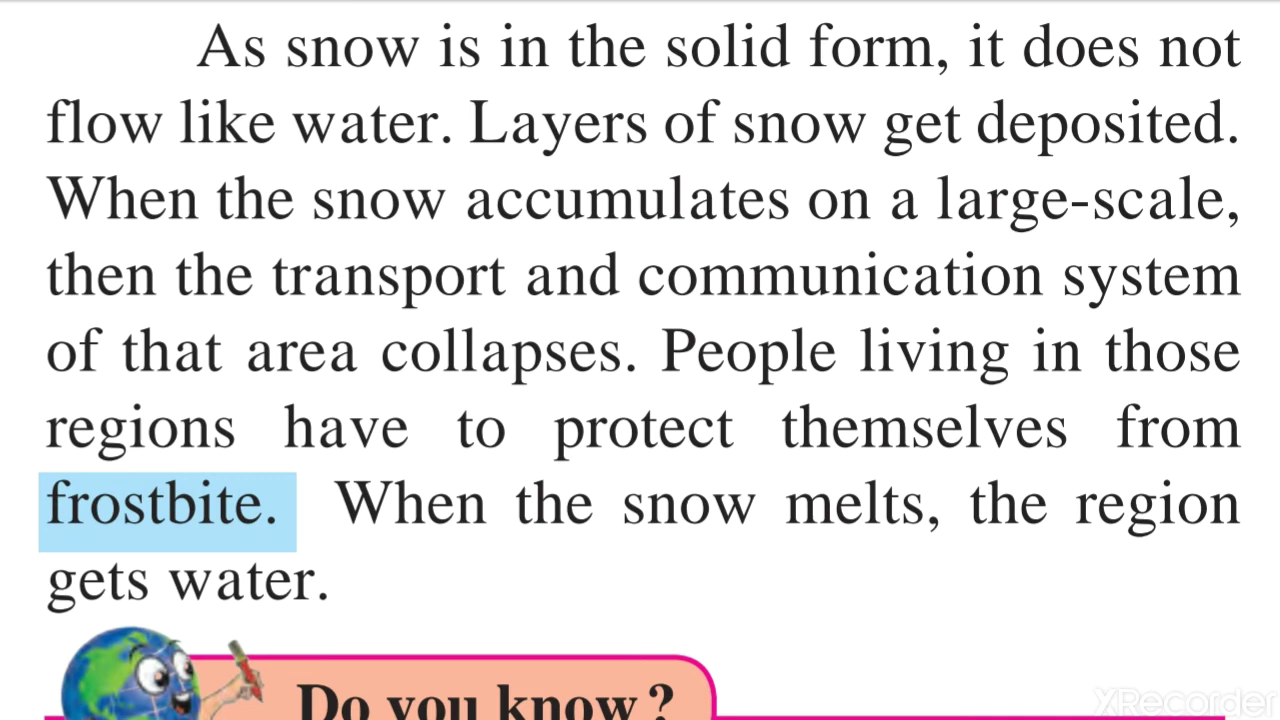 As snow is in the solid form, it does not
flow like water. Layers of snow get deposited.
When the snow accumulates on a large-scale,
then the transport and communication system
of that area collapses. People living in those
regions have to protect themselves from
frostbite. When the snow melts, the region
gets water.
Do you know?
XRecorder